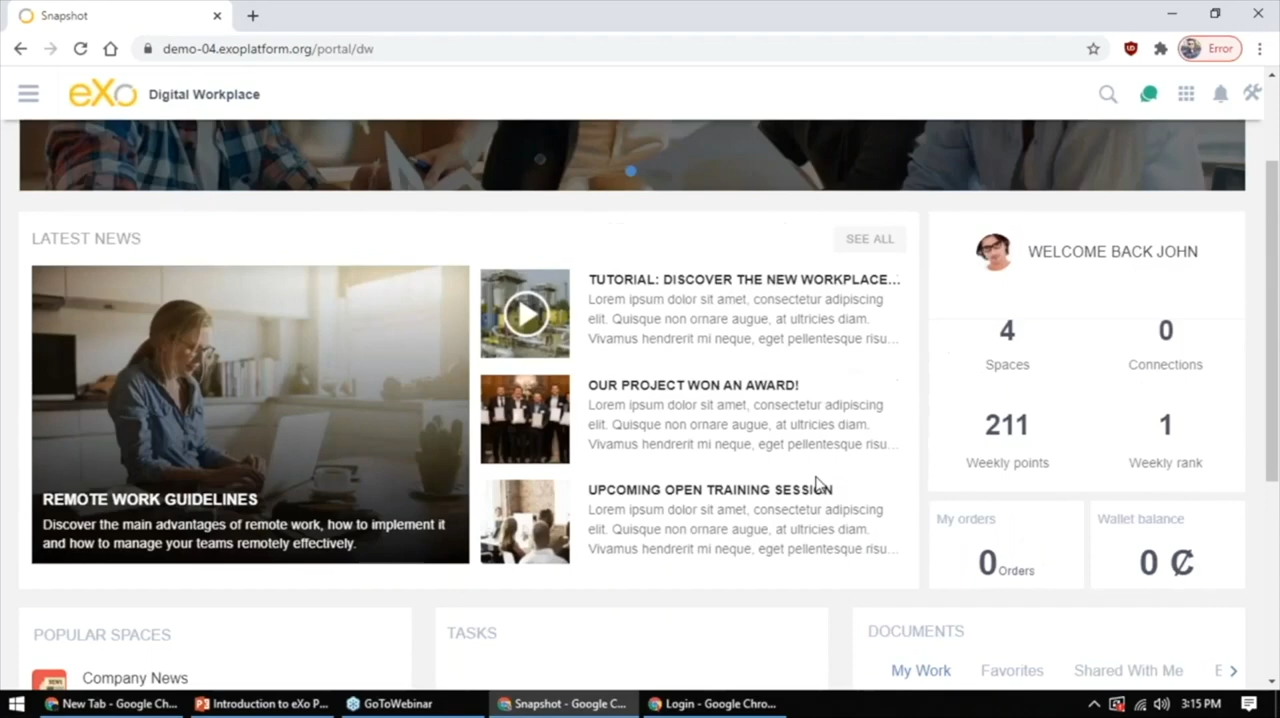 Snapshot
demo-04.exoplatform.org/portal/dw
Error
eXo Digital Workplace
LATEST NEWS
SEE ALL
REMOTE WORK GUIDELINES
Discover the main advantages of remote work, how to implement it
and how to manage your teams remotely effectively.
TUTORIAL: DISCOVER THE NEW WORKPLACE...
Lorem ipsum dolor sit amet, consectetur adipiscing
elit. Quisque non ornare augue, at ultricies diam.
Vivamus hendrerit mi neque, eget pellentesque risu...
OUR PROJECT WON AN AWARD!
Lorem ipsum dolor sit amet, consectetur adipiscing
elit. Quisque non ornare augue, at ultricies diam.
Vivamus hendrerit mi neque, eget pellentesque risu...
UPCOMING OPEN TRAINING SESSION
Lorem ipsum dolor sit amet, consectetur adipiscing
elit. Quisque non ornare augue, at ultricies diam.
Vivamus hendrerit mi neque, eget pellentesque risu...
WELCOME BACK JOHN
4 0
Spaces Connections
211 1
Weekly points Weekly rank
My orders Wallet balance
0 Orders 0 ₡
POPULAR SPACES
Company News
TASKS
DOCUMENTS
My Work Favorites Shared With Me E
New Tab - Google Ch... Introduction to eXo P... GoToWebinar Snapshot - Google C... Login - Google Chro... 3:15 PM